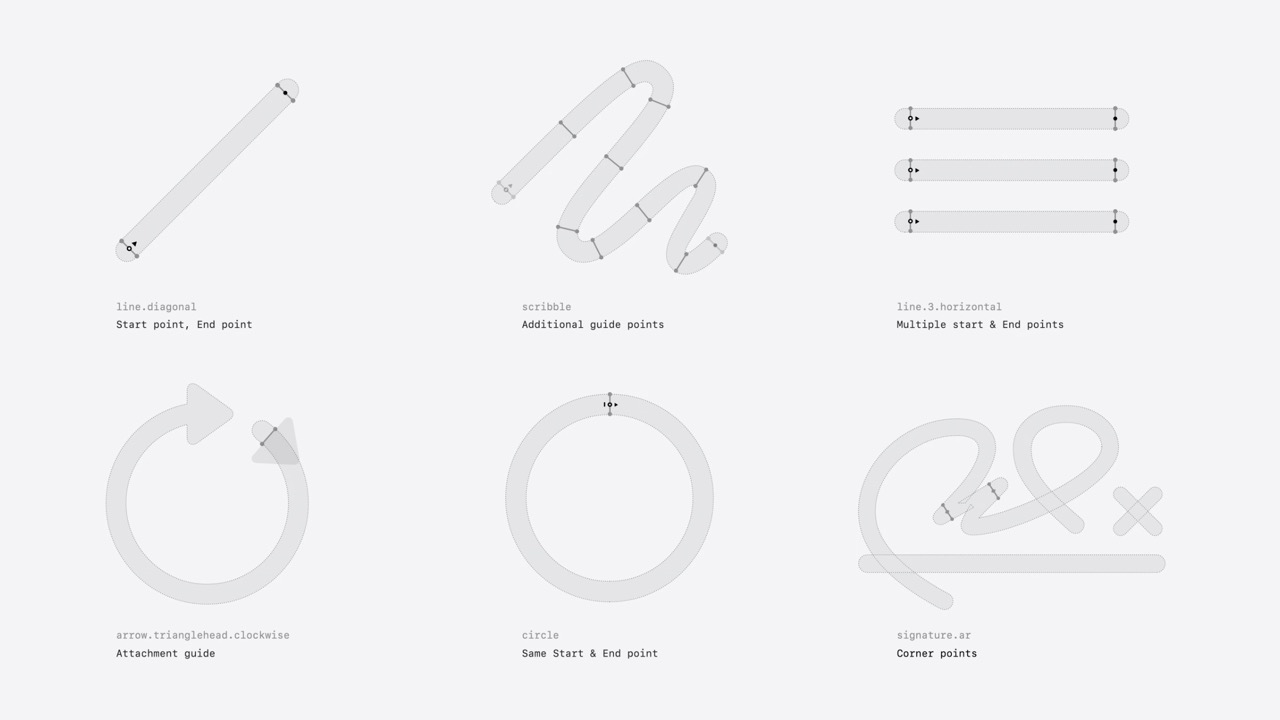 line.diagonal
Start point, End point
scribble
Additional guide points
line.3.horizontal
Multiple start & End points
arrow.trianglehead.clockwise
Attachment guide
circle
Same Start & End point
signature.ar
Corner points